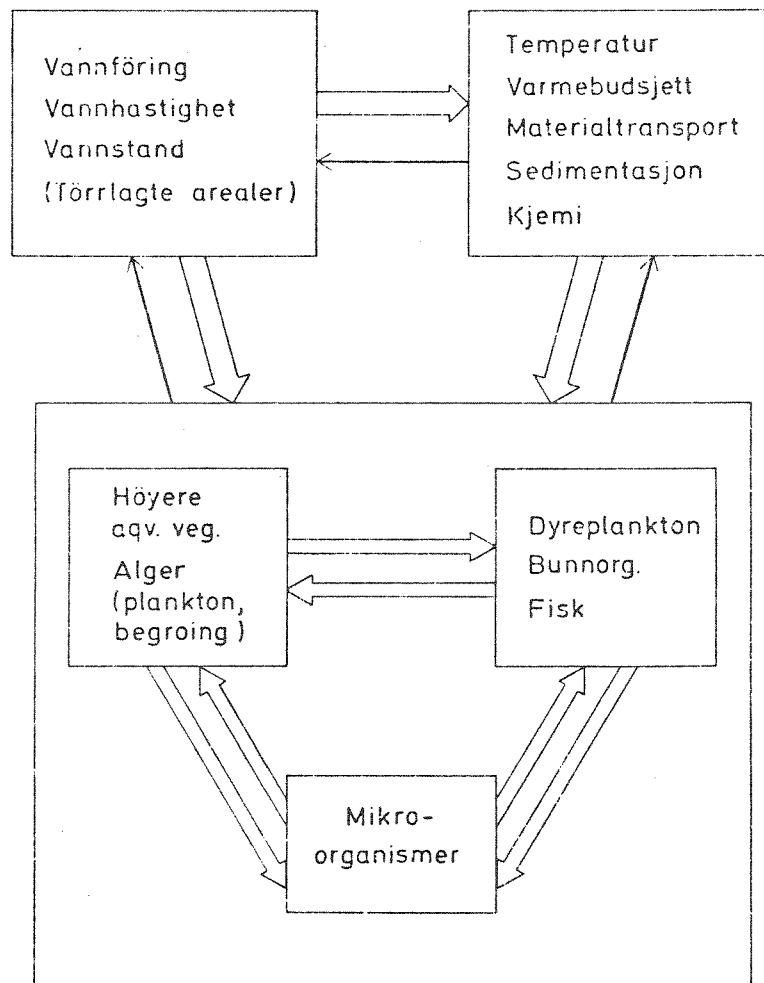 Vannföring
Vannhastighet
Vannstand
(Törrlagte arealer)
Temperatur
Varmebudsjett
Materialtransport
Sedimentasjon
Kjemi
Höyere
aqv. veg.
Alger
(plankton,
begroing)
Dyreplankton
Bunnorg.
Fisk
Mikro-
organismer